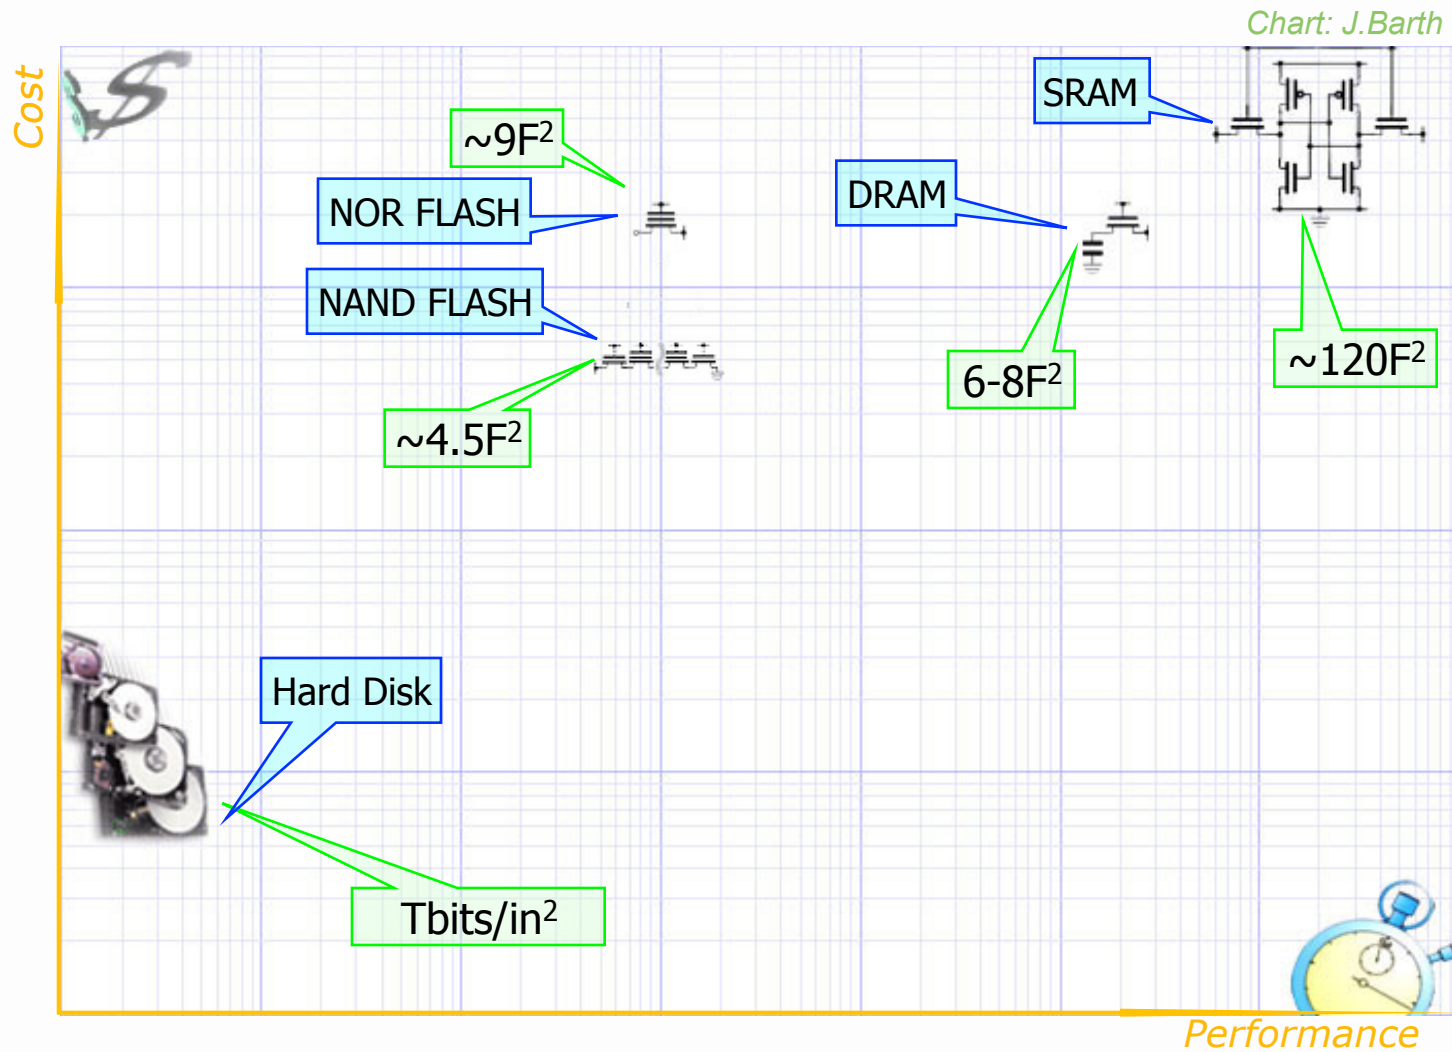 Chart: J.Barth
Cost
SRAM
~9F²
DRAM
NOR FLASH
NAND FLASH
~120F²
6-8F²
~4.5F²
Hard Disk
Tbits/in²
Performance